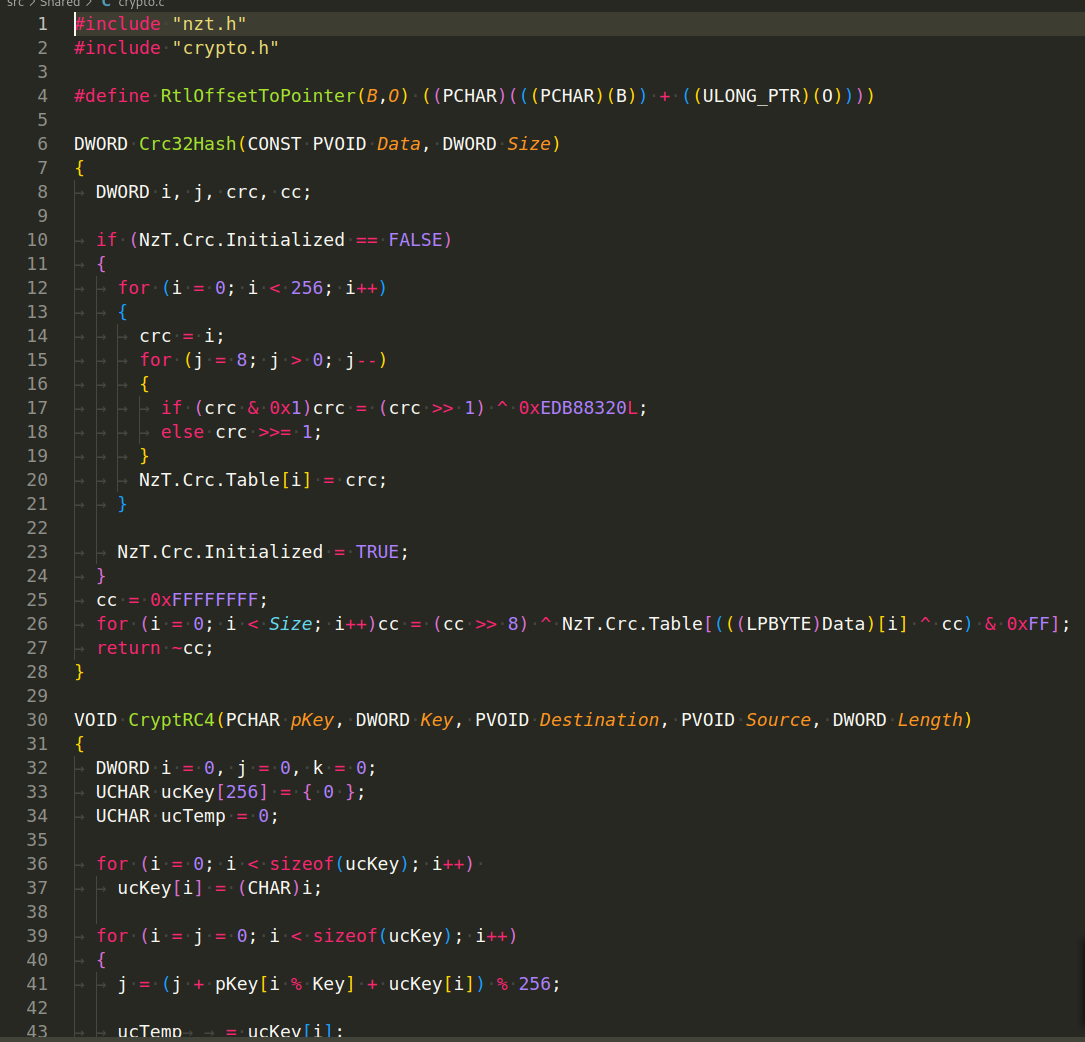 src > Shared > C crypto.c
1 #include "nzt.h"
2 #include "crypto.h"
3
4 #define RtlOffsetToPointer(B,O) ((PCHAR)(((PCHAR)(B)) + ((ULONG_PTR)(O))))
5
6 DWORD Crc32Hash(CONST PVOID Data, DWORD Size)
7 {
8 DWORD i, j, crc, cc;
9
10 if (NzT.Crc.Initialized == FALSE)
11 {
12 for (i = 0; i < 256; i++)
13 {
14 crc = i;
15 for (j = 8; j > 0; j--)
16 {
17 if (crc & 0x1)crc = (crc >> 1) ^ 0xEDB88320L;
18 else crc >>= 1;
19 }
20 NzT.Crc.Table[i] = crc;
21 }
22
23 NzT.Crc.Initialized = TRUE;
24 }
25 cc = 0xFFFFFFFF;
26 for (i = 0; i < Size; i++)cc = (cc >> 8) ^ NzT.Crc.Table[(((LPBYTE)Data)[i] ^ cc) & 0xFF];
27 return ~cc;
28 }
29
30 VOID CryptRC4(PCHAR pKey, DWORD Key, PVOID Destination, PVOID Source, DWORD Length)
31 {
32 DWORD i = 0, j = 0, k = 0;
33 UCHAR ucKey[256] = { 0 };
34 UCHAR ucTemp = 0;
35
36 for (i = 0; i < sizeof(ucKey); i++)
37 ucKey[i] = (CHAR)i;
38
39 for (i = j = 0; i < sizeof(ucKey); i++)
40 {
41 j = (j + pKey[i % Key] + ucKey[i]) % 256;
42
43 ucTemp = ucKey[i];